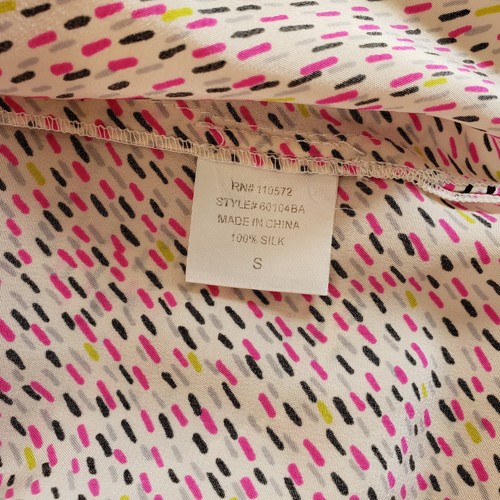 RN# 110572
STYLE# 60104BA
MADE IN CHINA
100% SILK
S